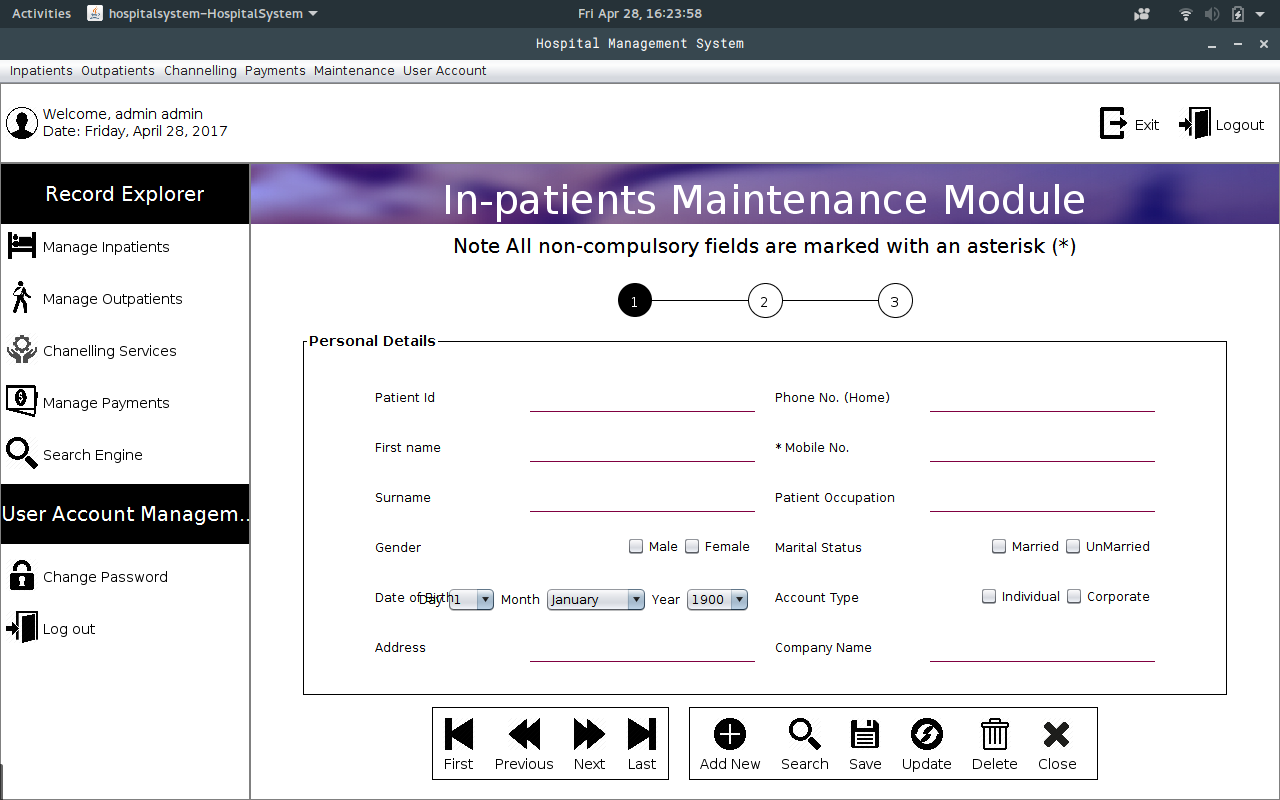 Activities hospitalsystem-HospitalSystem Fri Apr 28, 16:23:58
Hospital Management System
Inpatients Outpatients Channelling Payments Maintenance User Account
Welcome, admin admin
Date: Friday, April 28, 2017
Exit Logout
Record Explorer
Manage Inpatients
Manage Outpatients
Chanelling Services
Manage Payments
Search Engine
User Account Managem..
Change Password
Log out
In-patients Maintenance Module
Note All non-compulsory fields are marked with an asterisk (*)
1 2 3
Personal Details
Patient Id Phone No. (Home)
First name * Mobile No.
Surname Patient Occupation
Gender Male Female Marital Status Married UnMarried
Date of Birth Day 1 Month January Year 1900 Account Type Individual Corporate
Address Company Name
First Previous Next Last Add New Search Save Update Delete Close